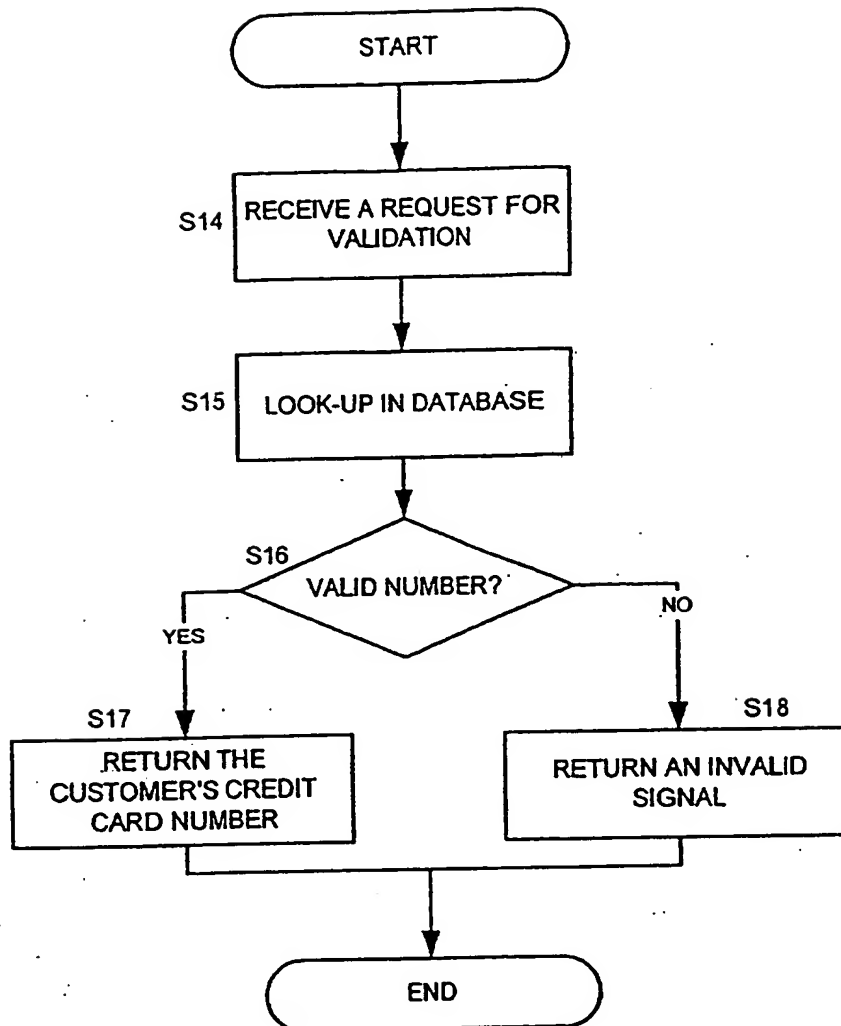 START
S14
RECEIVE A REQUEST FOR
VALIDATION
S15
LOOK-UP IN DATABASE
S16
VALID NUMBER?
YES
NO
S17
RETURN THE
CUSTOMER'S CREDIT
CARD NUMBER
S18
RETURN AN INVALID
SIGNAL
END